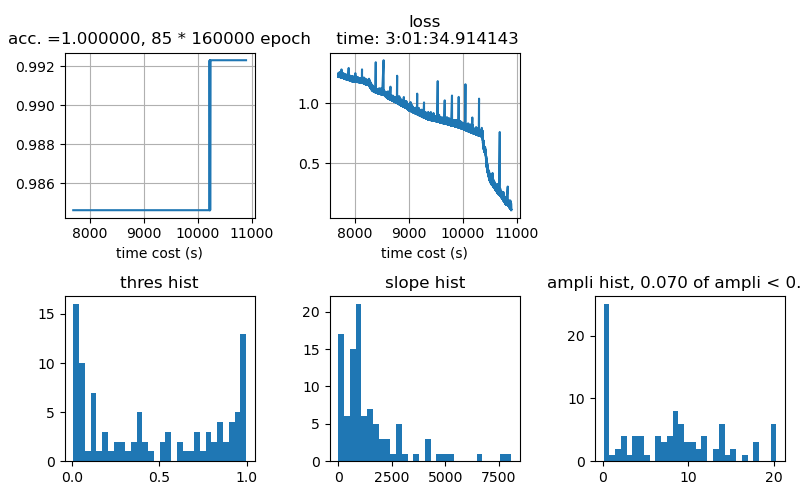 acc. =1.000000, 85 * 160000 epoch
0.992
0.990
0.988
0.986
8000 9000 10000 11000
time cost (s)
loss
time: 3:01:34.914143
1.0
0.5
8000 9000 10000 11000
time cost (s)
thres hist
15
10
5
0
0.0 0.5 1.0
slope hist
20
15
10
5
0
0 2500 5000 7500
ampli hist, 0.070 of ampli < 0.
20
10
0
0 10 20